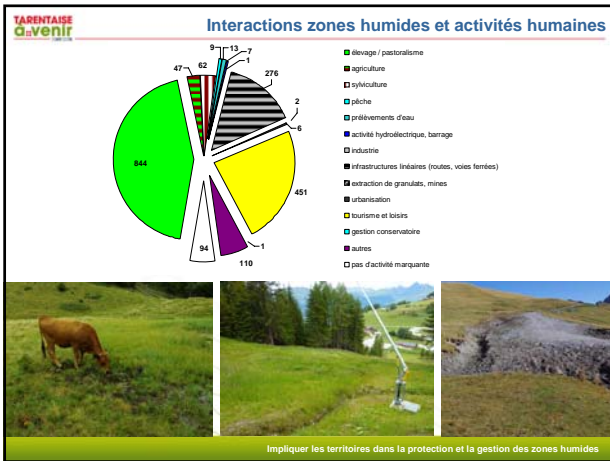 TARENTAISE
à venir
Interactions zones humides et activités humaines
9
13
7
1
47
62
276
2
6
844
451
1
94
110
élevage / pastoralisme
agriculture
sylviculture
pêche
prélèvements d'eau
activité hydroélectrique, barrage
industrie
infrastructures linéaires (routes, voies ferrées)
extraction de granulats, mines
urbanisation
tourisme et loisirs
gestion conservatoire
autres
pas d'activité marquante
Impliquer les territoires dans la protection et la gestion des zones humides